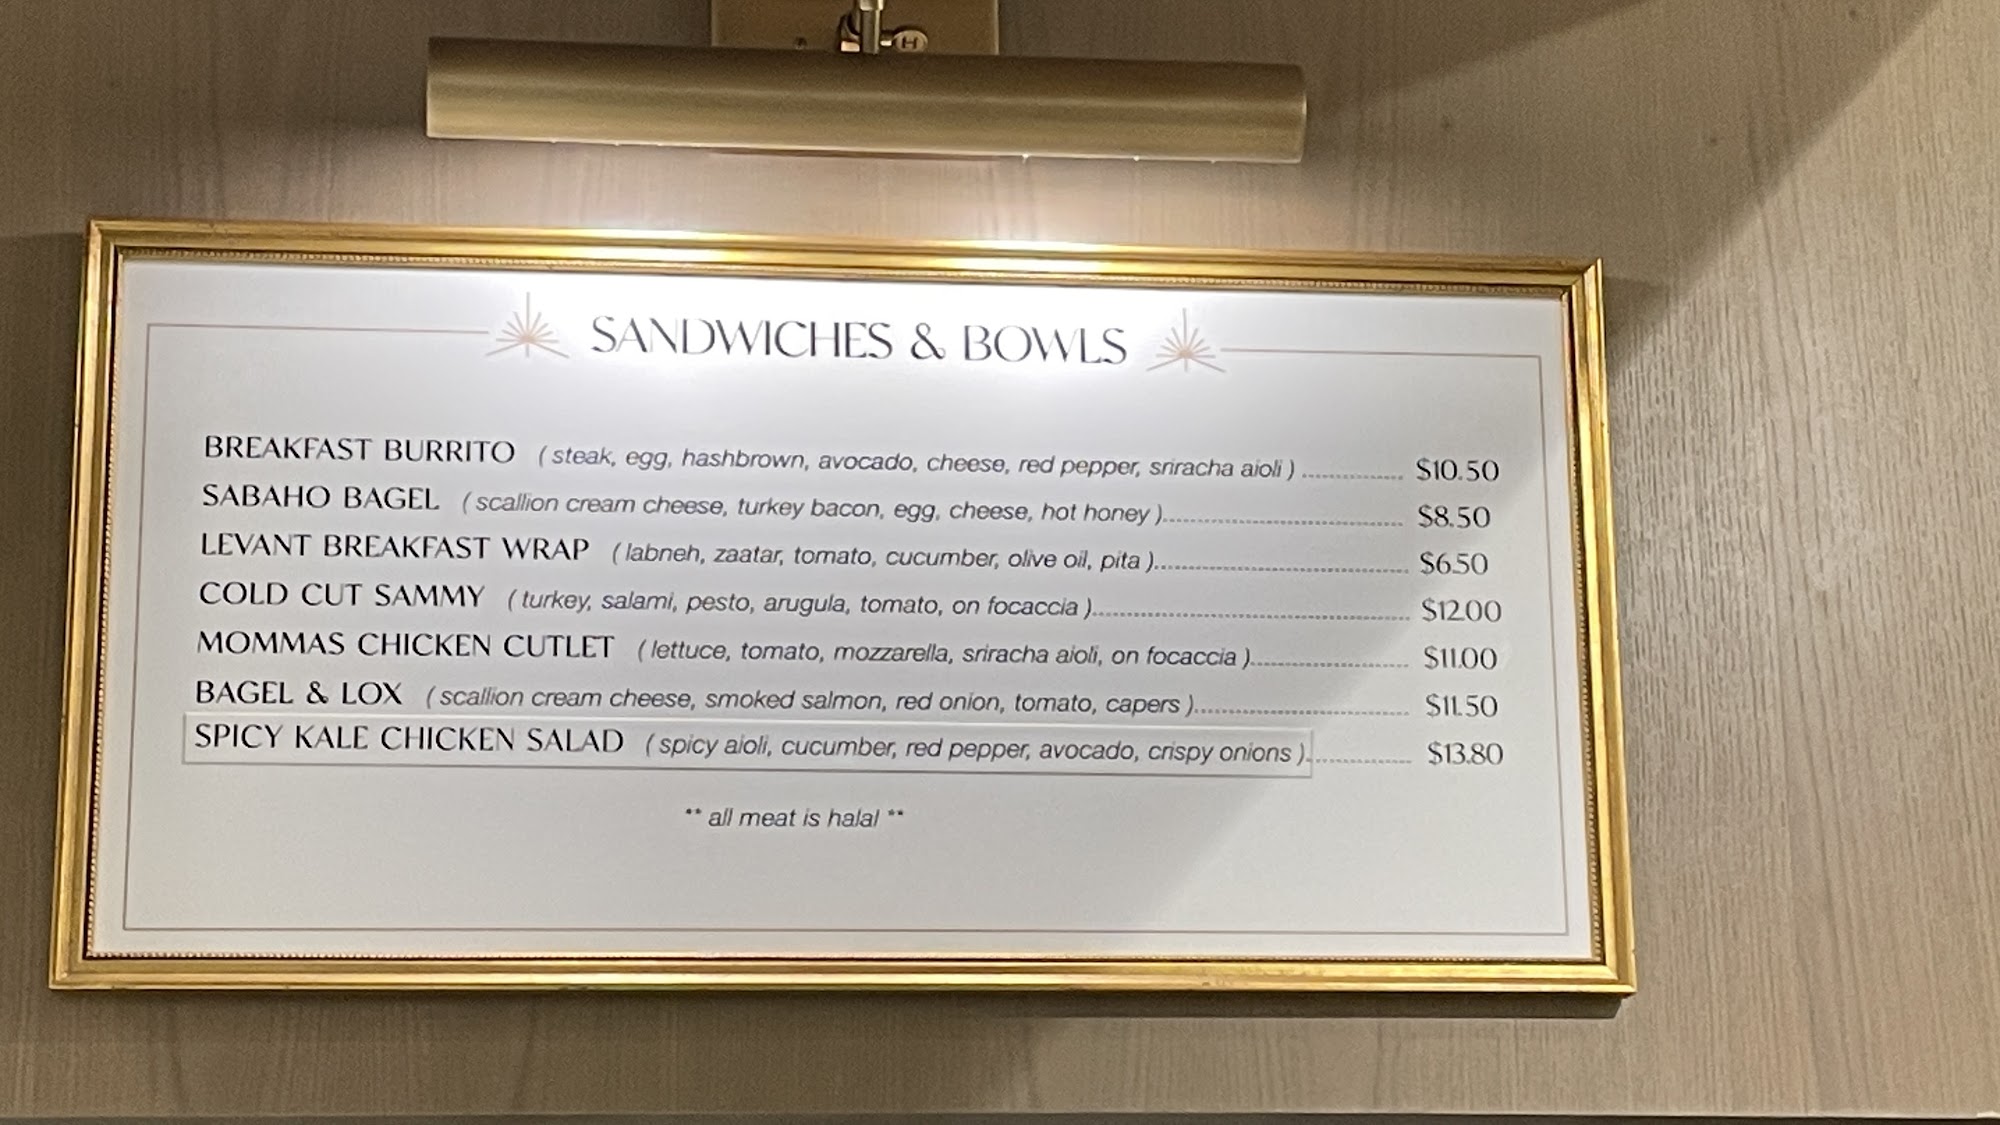 H
SANDWICHES & BOWLS
BREAKFAST BURRITO ( steak, egg, hashbrown, avocado, cheese, red pepper, sriracha aioli ) ............... $10.50
SABAHO BAGEL ( scallion cream cheese, turkey bacon, egg, cheese, hot honey )............... $8.50
LEVANT BREAKFAST WRAP ( labneh, zaatar, tomato, cucumber, olive oil, pita )............... $6.50
COLD CUT SAMMY ( turkey, salami, pesto, arugula, tomato, on focaccia )............... $12.00
MOMMAS CHICKEN CUTLET ( lettuce, tomato, mozzarella, sriracha aioli, on focaccia )............... $11.00
BAGEL & LOX ( scallion cream cheese, smoked salmon, red onion, tomato, capers )............... $11.50
SPICY KALE CHICKEN SALAD ( spicy aioli, cucumber, red pepper, avocado, crispy onions )............... $13.80
** all meat is halal **